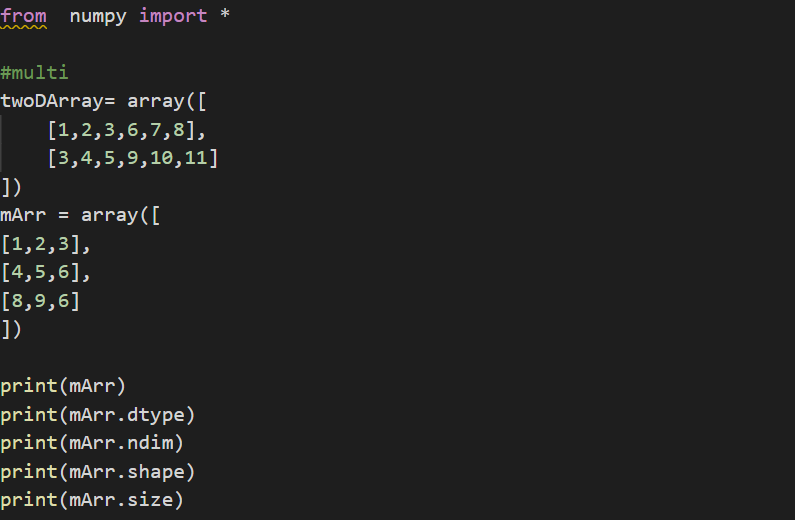 from  numpy import *
#multi
twoDArray= array([
    [1,2,3,6,7,8],
    [3,4,5,9,10,11]
])
mArr = array([
[1,2,3],
[4,5,6],
[8,9,6]
])
print(mArr)
print(mArr.dtype)
print(mArr.ndim)
print(mArr.shape)
print(mArr.size)